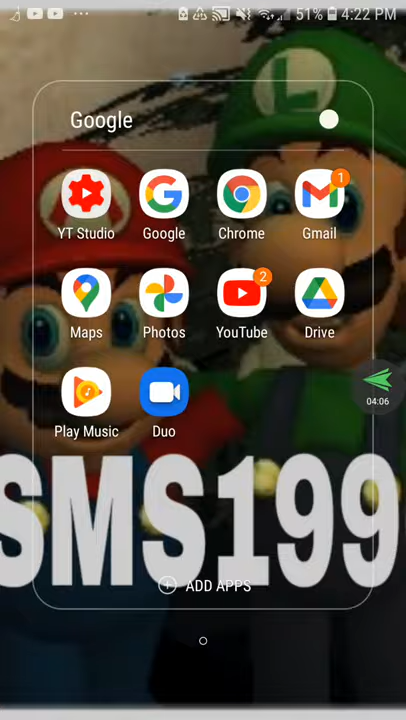 51% 4:22 PM
Google
1
YT Studio Google Chrome Gmail
2
Maps Photos YouTube Drive
04:06
Play Music Duo
SMS199
ADD APPS